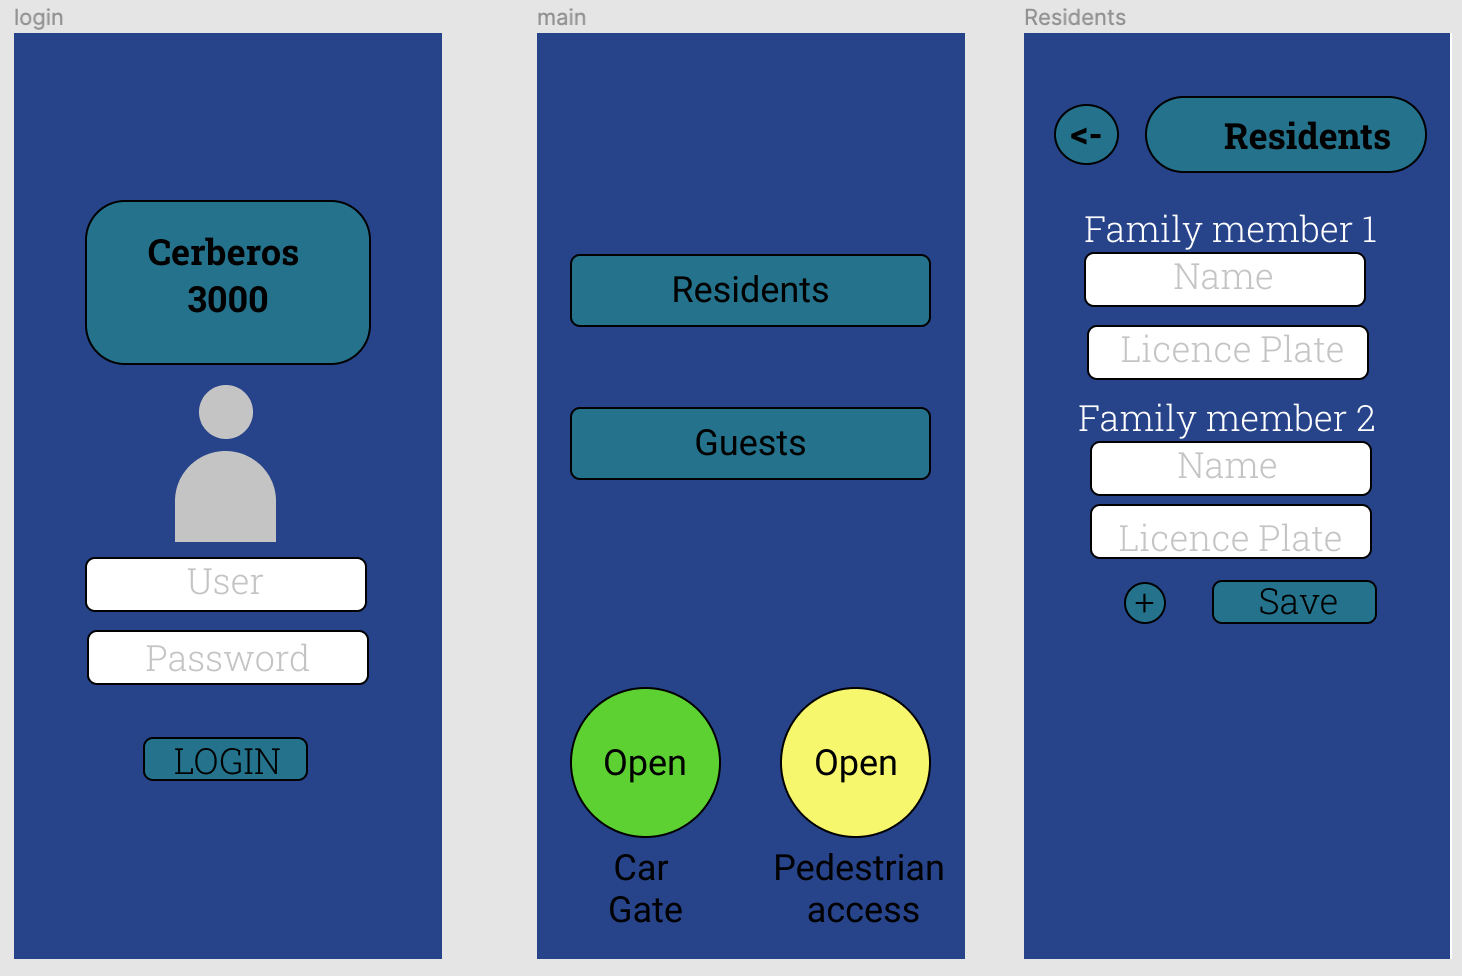 login
Cerberos
3000
User
Password
LOGIN
main
Residents
Guests
Open
Car
Gate
Open
Pedestrian
access
Residents
<-
Residents
Family member 1
Name
Licence Plate
Family member 2
Name
Licence Plate
+
Save